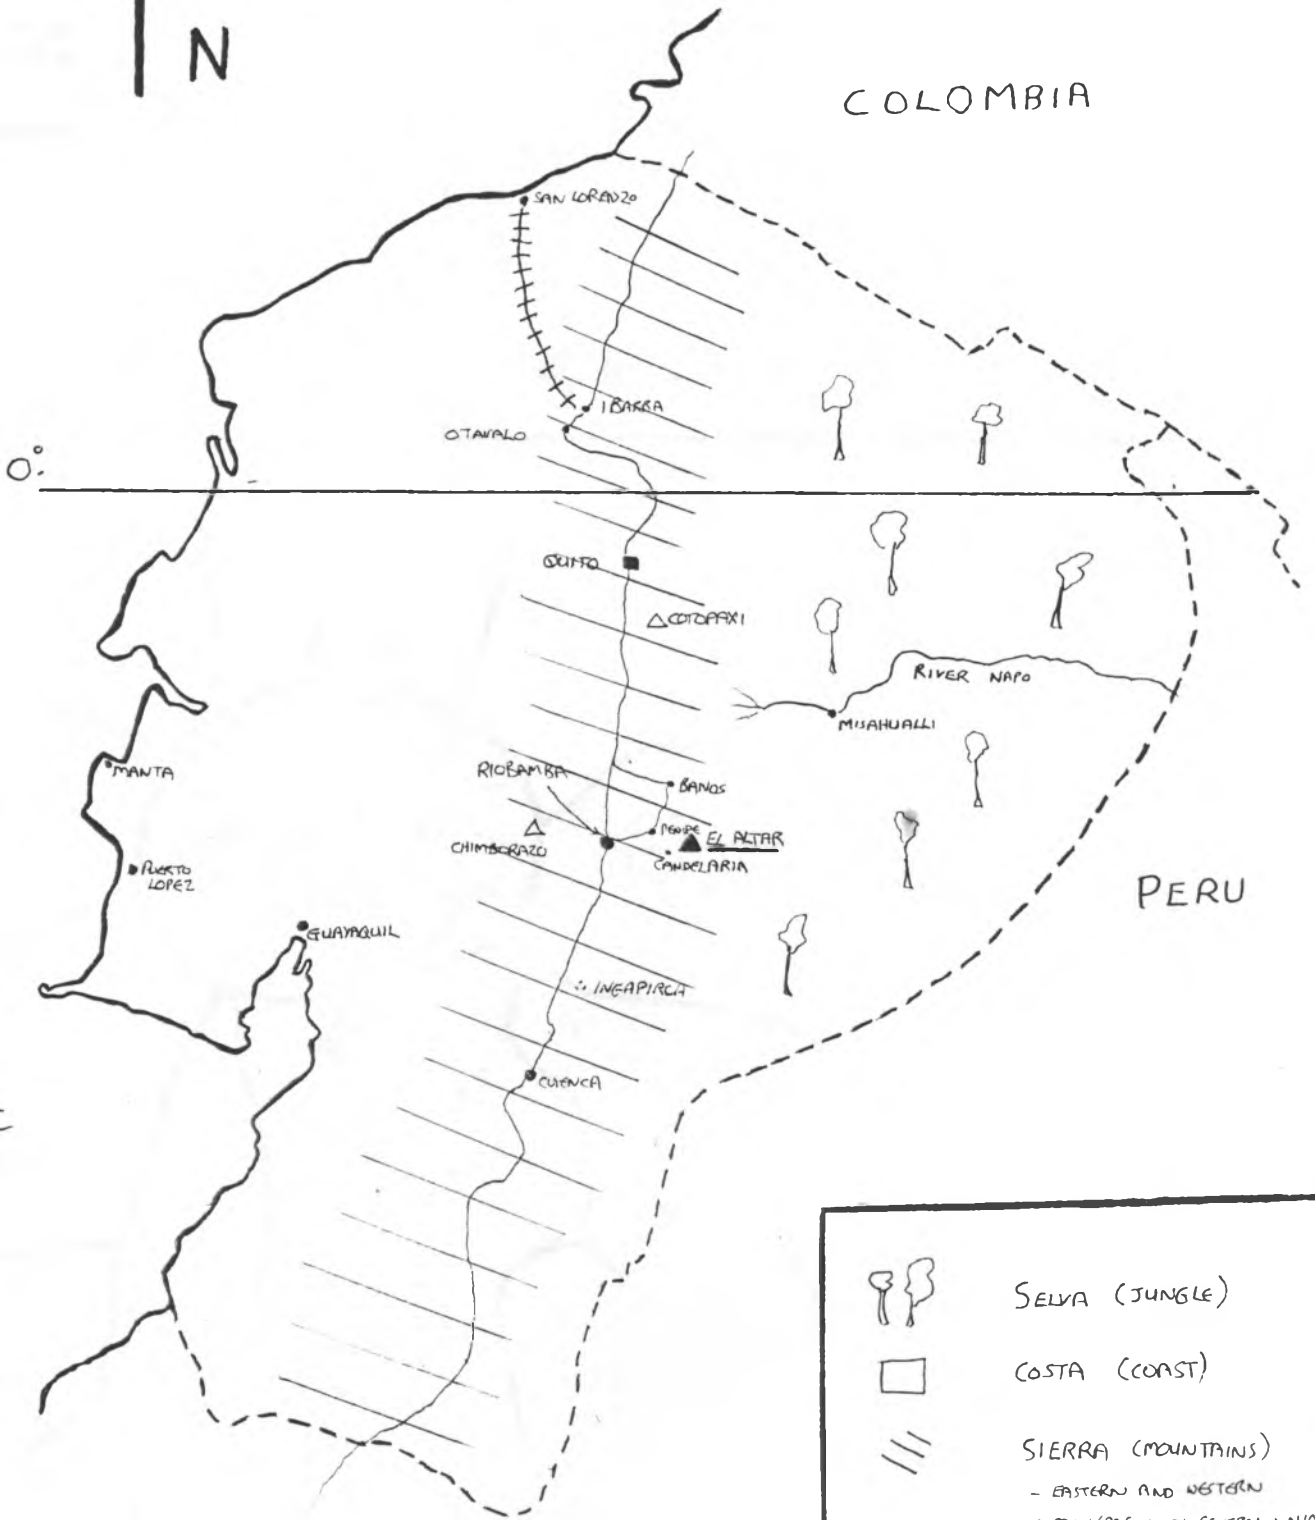 N
COLOMBIA
SAN LORENZO
IBARRA
OTAVALO
0°
QUITO
COTOPAXI
RIVER NAPO
MISAHUALLI
MANTA
RIOBAMBA
BANOS
PENIPE
EL ALTAR
CHIMBORAZO
CANDELARIA
PUERTO
LOPEZ
PERU
GUAYAQUIL
INGAPIRCA
CUENCA
SELVA (JUNGLE)
COSTA (COAST)
SIERRA (MOUNTAINS)
- EASTERN AND WESTERN